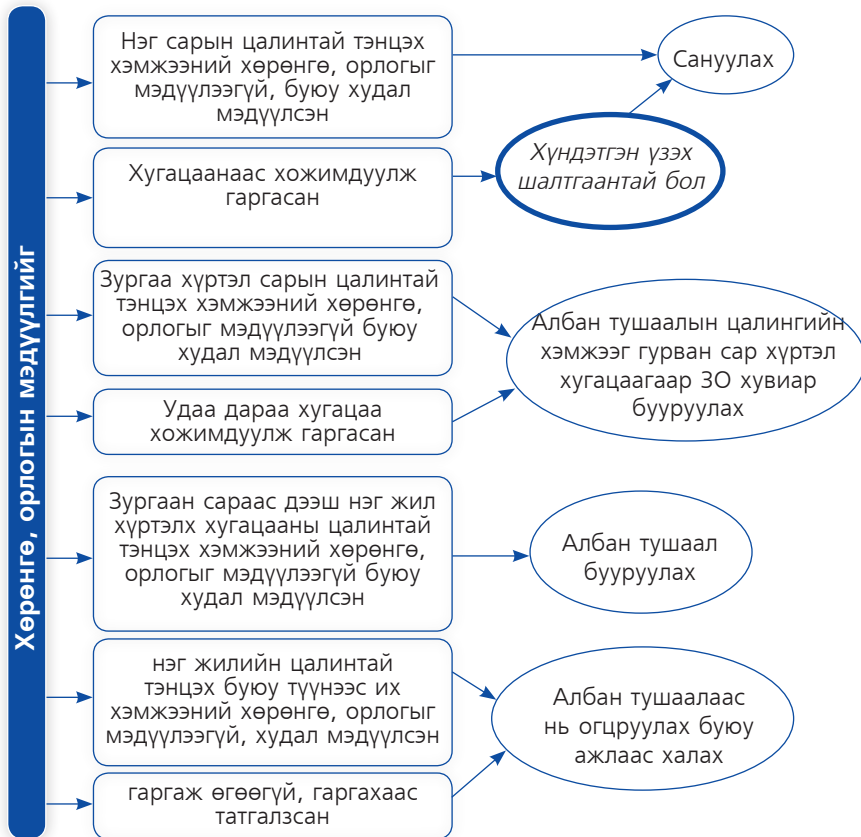 Хөрөнгө, орлогын мэдүүлгийг
Нэг сарын цалинтай тэнцэх
хэмжээний хөрөнгө, орлогыг
мэдүүлээгүй, буюу худал
мэдүүлсэн
Сануулах
Хугацаанаас хожимдуулж
гаргасан
Хүндэтгэн үзэх
шалтгаантай бол
Зургаа хүртэл сарын цалинтай
тэнцэх хэмжээний хөрөнгө,
орлогыг мэдүүлээгүй буюу
худал мэдүүлсэн
Албан тушаалын цалингийн
хэмжээг гурван сар хүртэл
хугацаагаар 3О хувиар
бууруулах
Удаа дараа хугацаа
хожимдуулж гаргасан
Зургаан сараас дээш нэг жил
хүртэлх хугацааны цалинтай
тэнцэх хэмжээний хөрөнгө,
орлогыг мэдүүлээгүй буюу
худал мэдүүлсэн
Албан тушаал
бууруулах
нэг жилийн цалинтай
тэнцэх буюу түүнээс их
хэмжээний хөрөнгө, орлогыг
мэдүүлээгүй, худал мэдүүлсэн
Албан тушаалаас
нь огцруулах буюу
ажлаас халах
гаргаж өгөөгүй, гаргахаас
татгалзсан